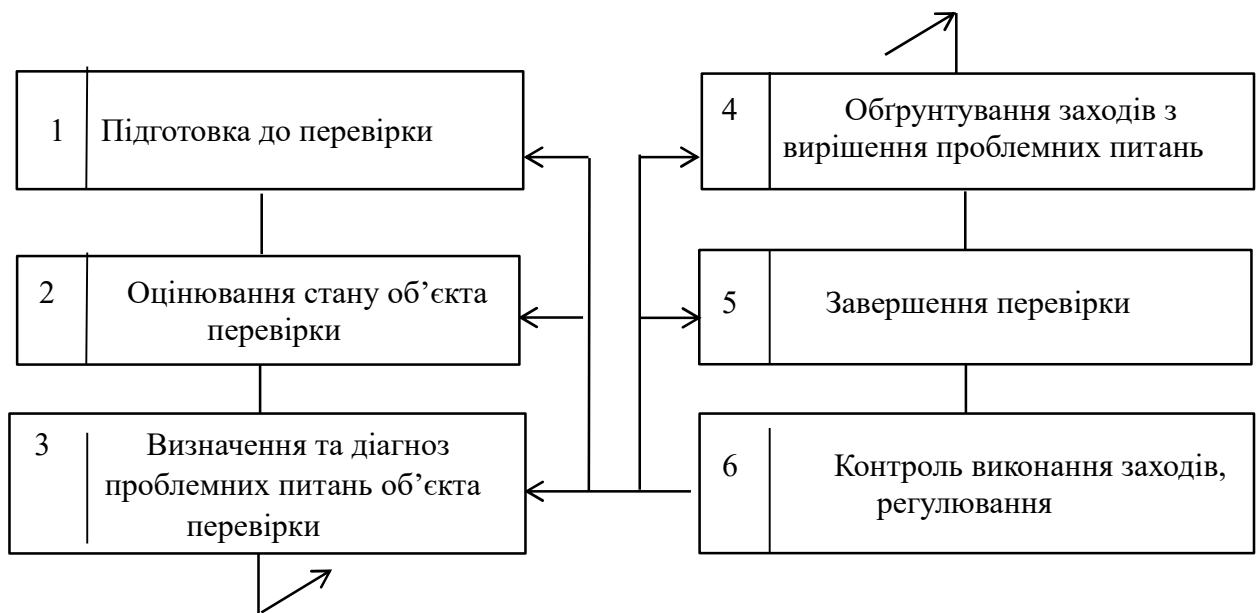 1 Підготовка до перевірки
2 Оцінювання стану об’єкта
перевірки
3 Визначення та діагноз
проблемних питань об’єкта
перевірки
4 Обґрунтування заходів з
вирішення проблемних питань
5 Завершення перевірки
6 Контроль виконання заходів,
регулювання